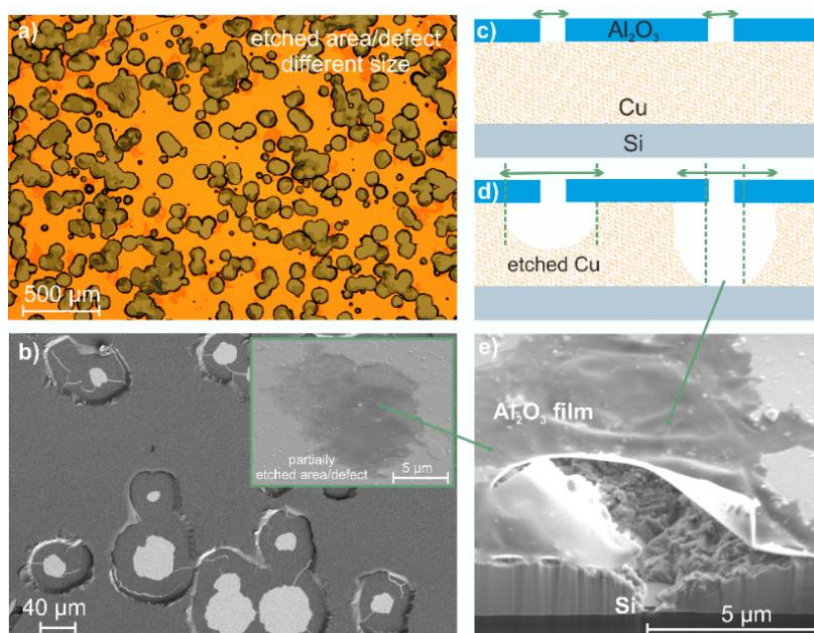 a)
etched area/defect
different size
500 µm
b)
partially
etched area/defect
5 µm
40 µm
c)
Al₂O₃
Cu
Si
d)
etched Cu
e)
Al₂O₃ film
Si
5 µm